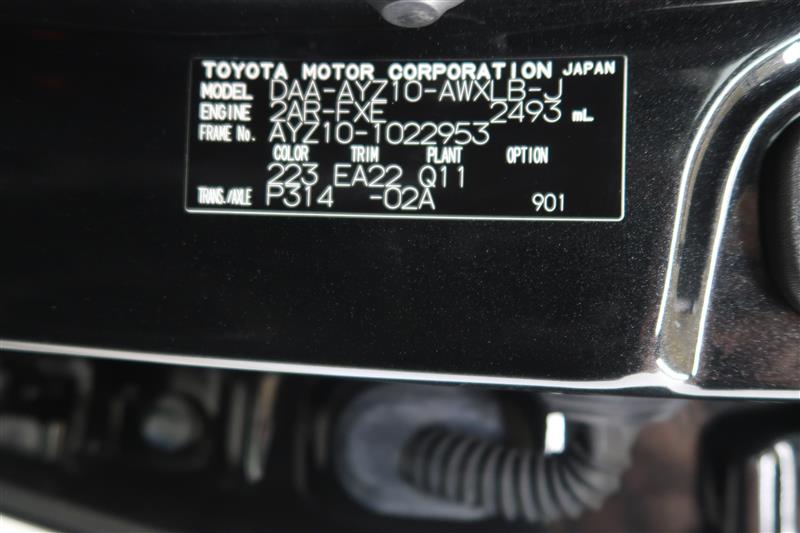 TOYOTA MOTOR CORPORATION JAPAN
MODEL DAA-AYZ10-AWXLB-J
ENGINE 2AR-FXE 2493 mL
FRAME No. AYZ10-1022953
COLOR TRIM PLANT OPTION
223 EA22 Q11
TRANS./AXLE P314 -02A 901